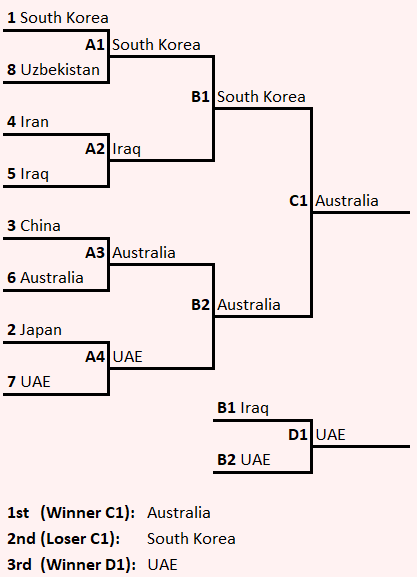 1 South Korea
A1 South Korea
8 Uzbekistan
B1 South Korea
4 Iran
A2 Iraq
5 Iraq
C1 Australia
3 China
A3 Australia
6 Australia
B2 Australia
2 Japan
A4 UAE
7 UAE
B1 Iraq
D1 UAE
B2 UAE
1st (Winner C1): Australia
2nd (Loser C1): South Korea
3rd (Winner D1): UAE